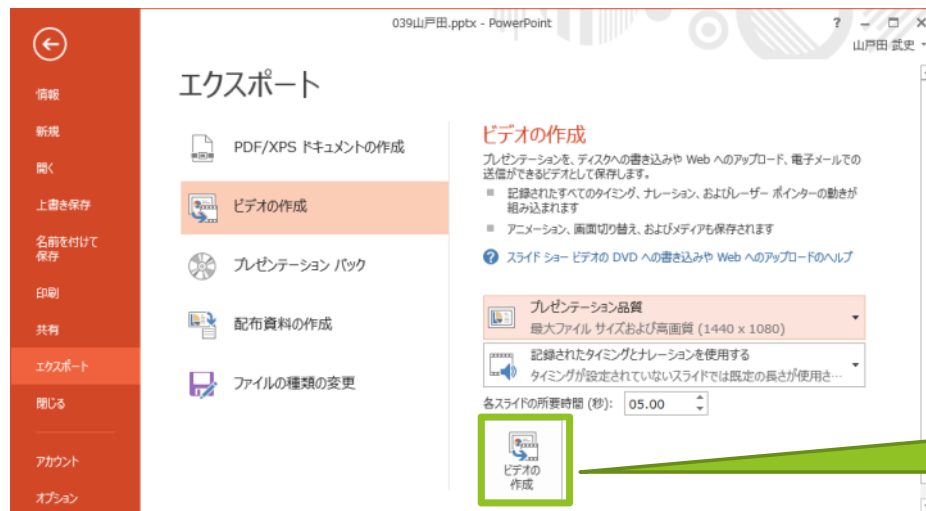 039山戸田.pptx - PowerPoint
?
山戸田 武史
情報
新規
開く
上書き保存
名前を付けて
保存
印刷
共有
エクスポート
閉じる
アカウント
オプション
エクスポート
PDF/XPS ドキュメントの作成
ビデオの作成
プレゼンテーション パック
配布資料の作成
ファイルの種類の変更
ビデオの作成
プレゼンテーションを、ディスクへの書き込みや Web へのアップロード、電子メールでの
送信ができるビデオとして保存します。
記録されたすべてのタイミング、ナレーション、およびレーザー ポインターの動きが
組み込まれます
アニメーション、画面切り替え、およびメディアも保存されます
スライド ショー ビデオの DVD への書き込みや Web へのアップロードのヘルプ
プレゼンテーション品質
最大ファイル サイズおよび高画質 (1440 x 1080)
記録されたタイミングとナレーションを使用する
タイミングが設定されていないスライドでは既定の長さが使用さ…
各スライドの所要時間 (秒): 05.00
ビデオの
作成